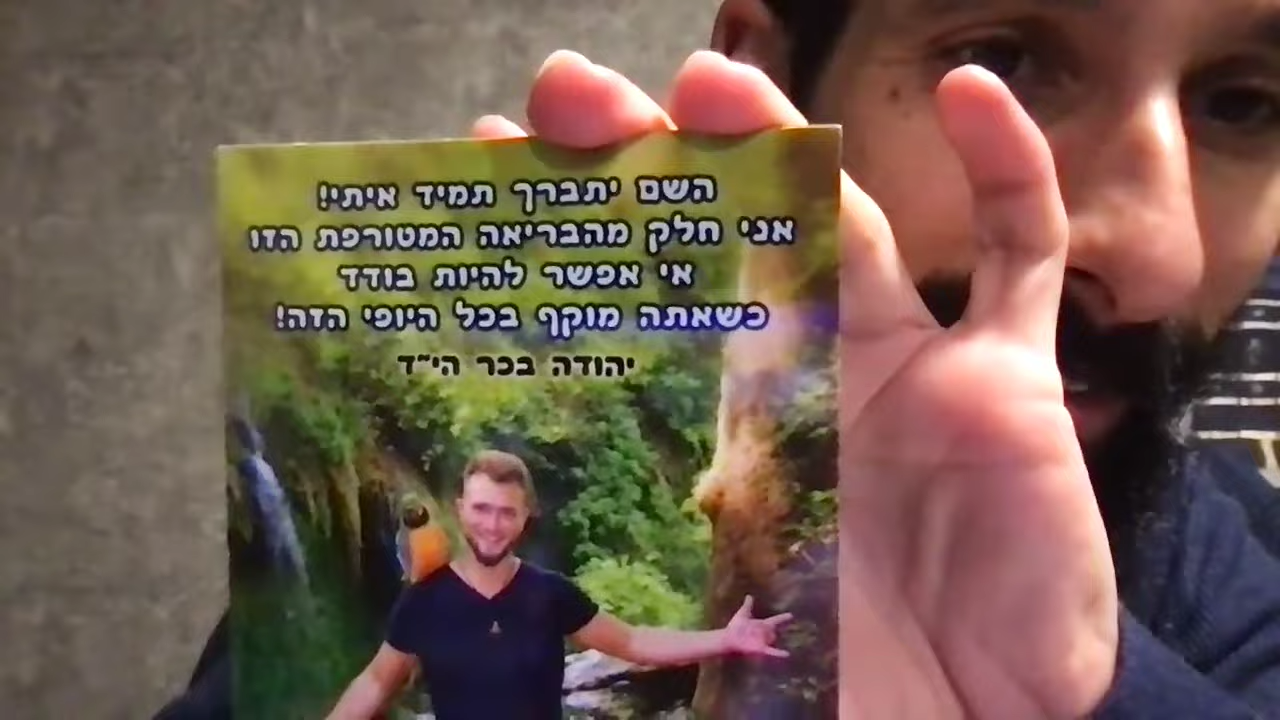 השם יתברך תמיד איתי!
אני חלק מהבריאה המטורפת הזו
אי אפשר להיות בודד
כשאתה מוקף בכל היופי הזה!
יהודה בכר הי״ד